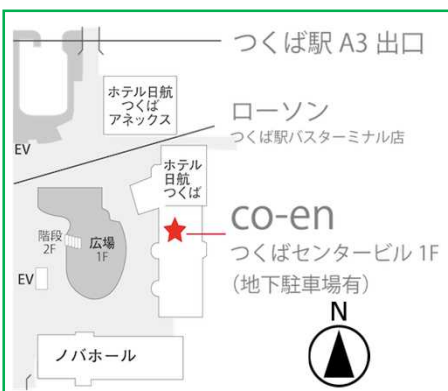 つくば駅 A3 出口
ホテル日航
つくば
アネックス
ローソン
つくば駅バスターミナル店
EV
ホテル
日航
つくば
co-en
つくばセンタービル 1F
（地下駐車場有）
階段
2F
広場
1F
EV
ノバホール
N